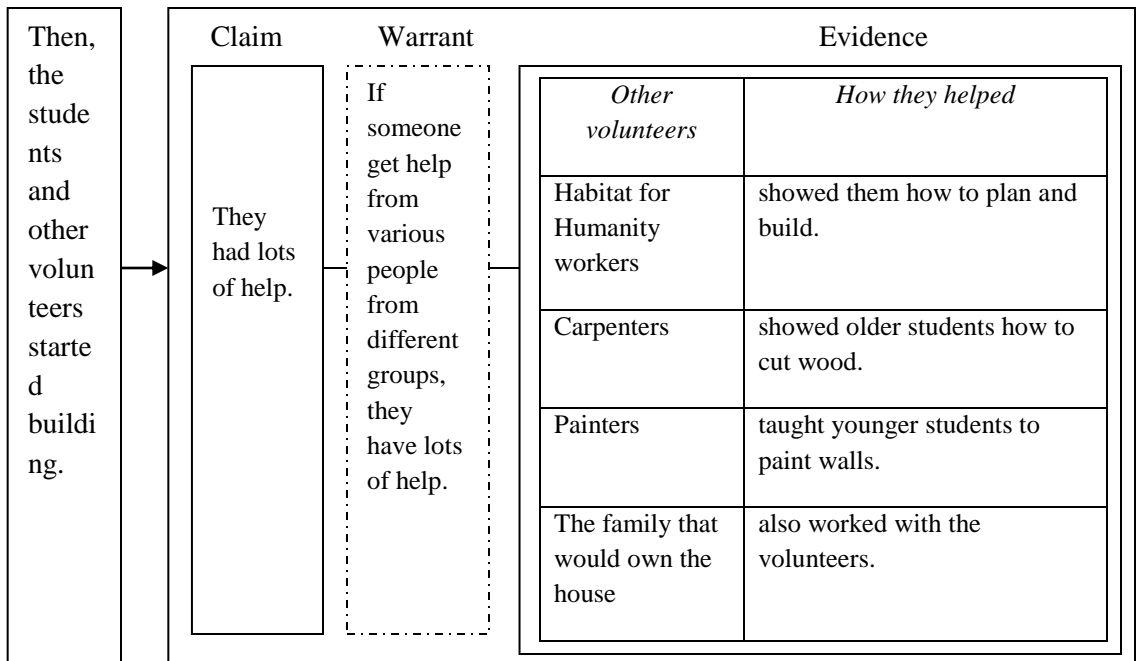 Then,
the
stude
nts
and
other
volun
teers
starte
d
buildi
ng.
Claim
Warrant
Evidence
They
had lots
of help.
If
someone
get help
from
various
people
from
different
groups,
they
have lots
of help.
Other
volunteers
How they helped
Habitat for
Humanity
workers
showed them how to plan and
build.
Carpenters
showed older students how to
cut wood.
Painters
taught younger students to
paint walls.
The family that
would own the
house
also worked with the
volunteers.